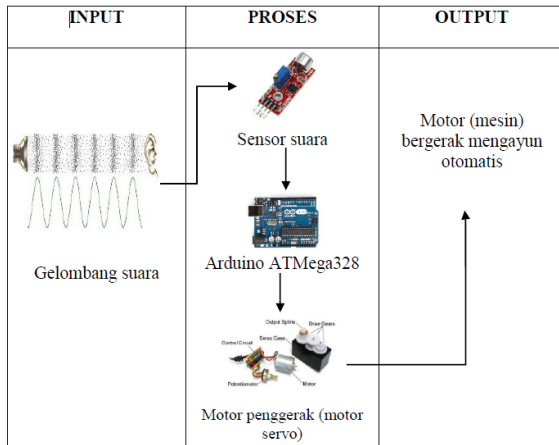 INPUT
PROSES
OUTPUT
Gelombang suara
Sensor suara
Arduino ATMega328
Output Spline
Drive Gears
Servo Case
Control Circuit
Potentiometer
Motor
Motor penggerak (motor
servo)
Motor (mesin)
bergerak mengayun
otomatis